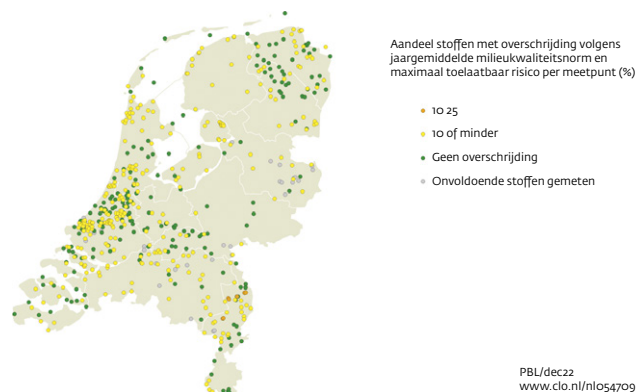 Aandeel stoffen met overschrijding volgens
jaargemiddelde milieukwaliteitsnorm en
maximaal toelaatbaar risico per meetpunt (%)
10 25
10 of minder
Geen overschrijding
Onvoldoende stoffen gemeten
PBL/dec22
www.clo.nl/nl054709